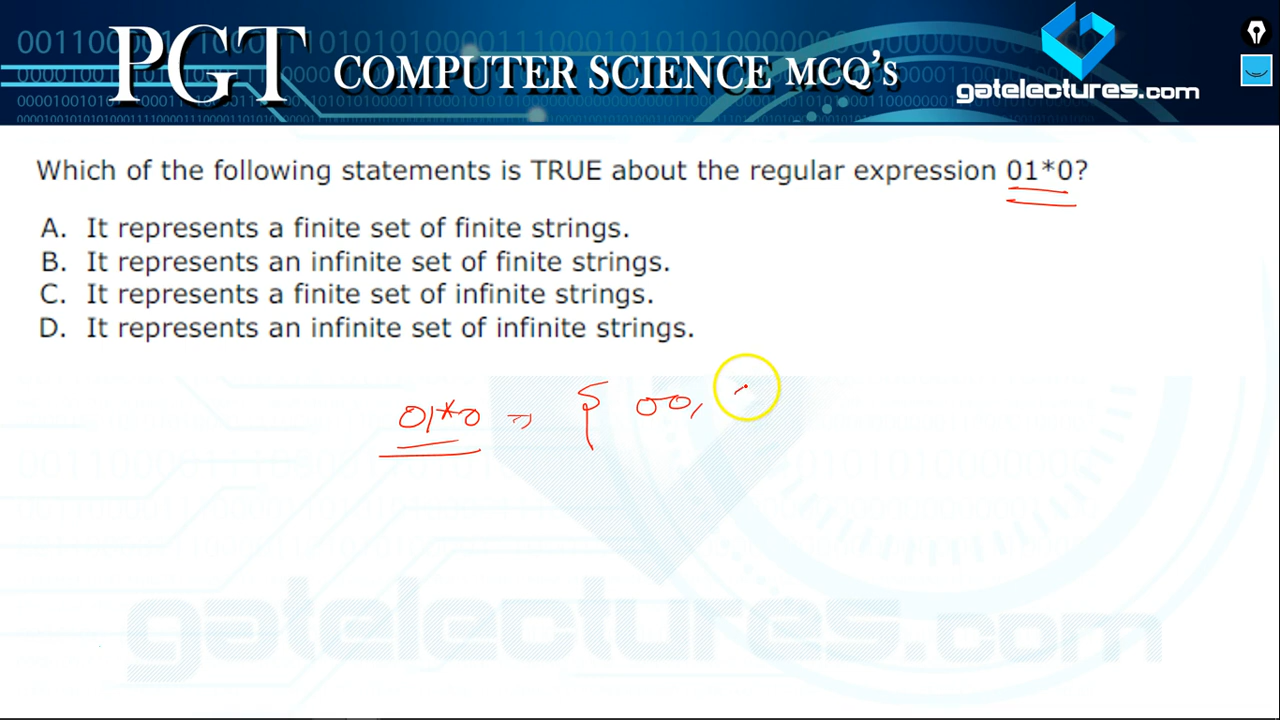 PGT COMPUTER SCIENCE MCQ's
gatelectures.com
Which of the following statements is TRUE about the regular expression 01*0?
A. It represents a finite set of finite strings.
B. It represents an infinite set of finite strings.
C. It represents a finite set of infinite strings.
D. It represents an infinite set of infinite strings.
01*0 => { 00,
gatelectures.com